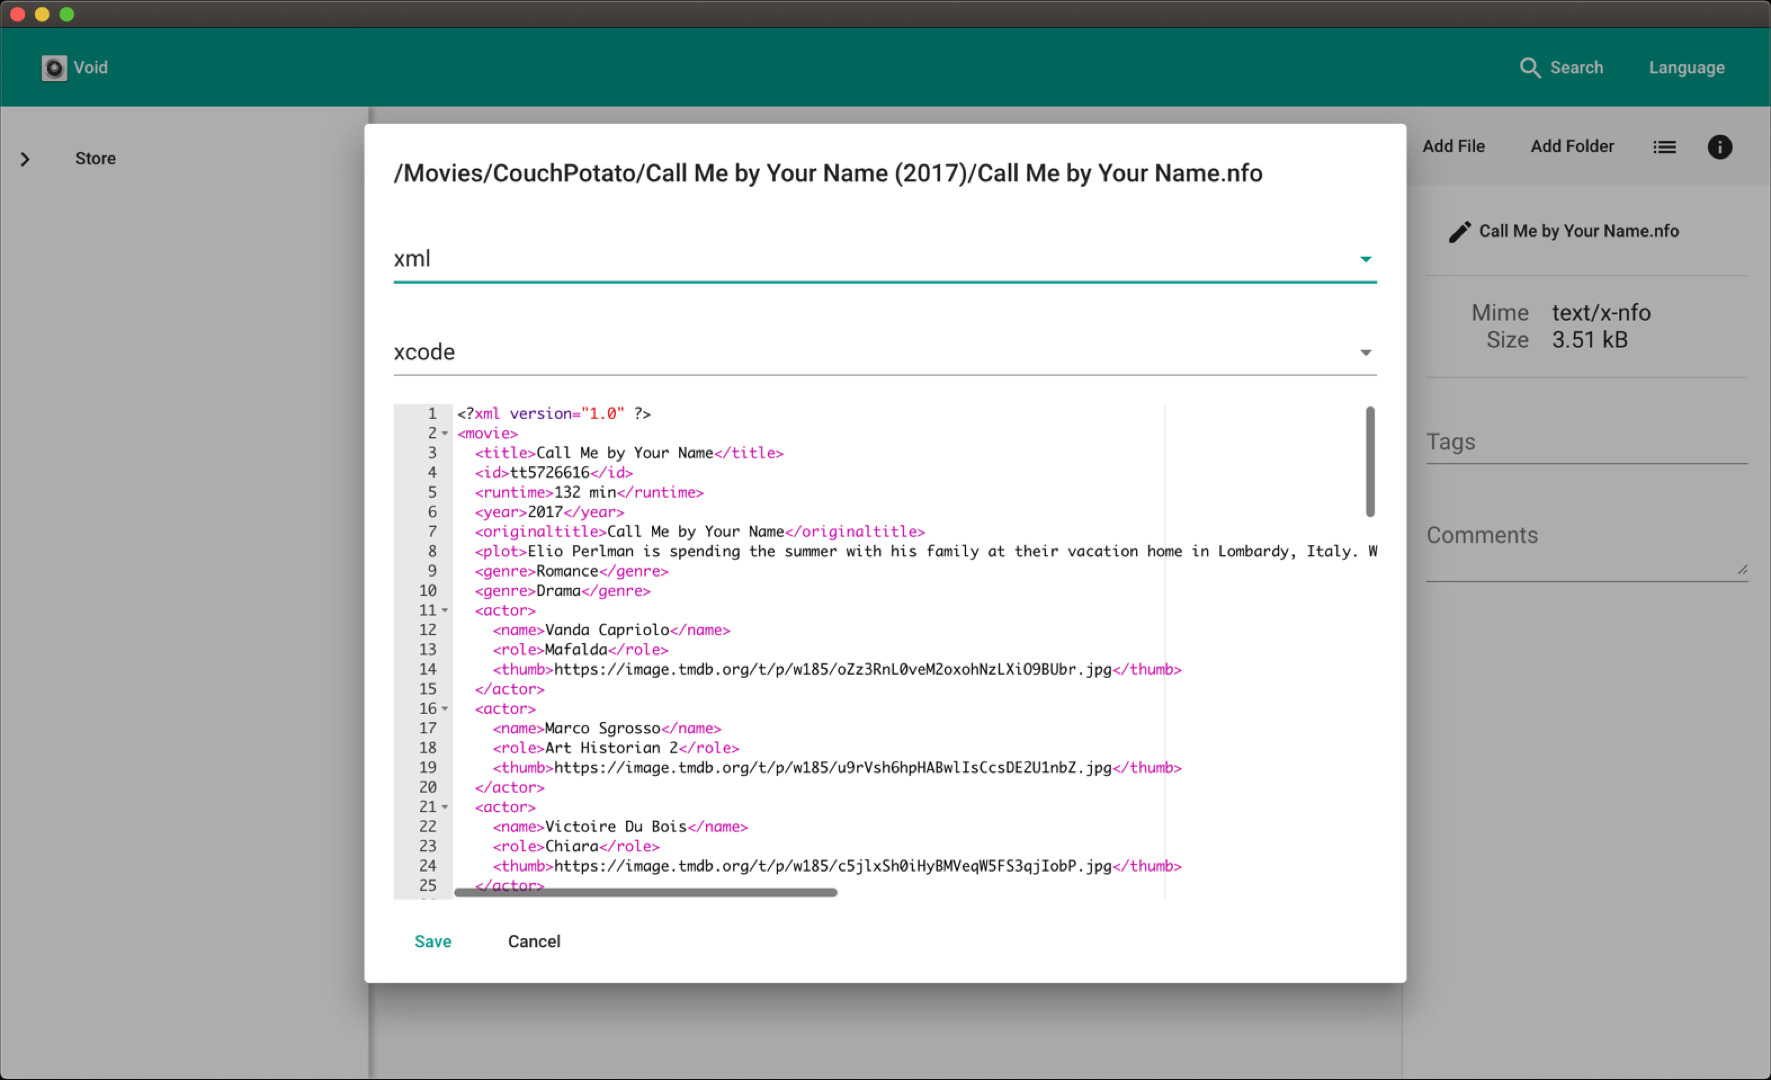 Void
Search
Language
Store
Add File
Add Folder
/Movies/CouchPotato/Call Me by Your Name (2017)/Call Me by Your Name.nfo
xml
xcode
1 <?xml version="1.0" ?>
2 <movie>
3 <title>Call Me by Your Name</title>
4 <id>tt5726616</id>
5 <runtime>132 min</runtime>
6 <year>2017</year>
7 <originaltitle>Call Me by Your Name</originaltitle>
8 <plot>Elio Perlman is spending the summer with his family at their vacation home in Lombardy, Italy. W
9 <genre>Romance</genre>
10 <genre>Drama</genre>
11 <actor>
12 <name>Vanda Capriolo</name>
13 <role>Mafalda</role>
14 <thumb>https://image.tmdb.org/t/p/w185/oZz3RnL0veM2oxohNzLXiO9BUbr.jpg</thumb>
15 </actor>
16 <actor>
17 <name>Marco Sgrosso</name>
18 <role>Art Historian 2</role>
19 <thumb>https://image.tmdb.org/t/p/w185/u9rVsh6hpHABwlIsCcsDE2U1nbZ.jpg</thumb>
20 </actor>
21 <actor>
22 <name>Victoire Du Bois</name>
23 <role>Chiara</role>
24 <thumb>https://image.tmdb.org/t/p/w185/c5jlxSh0iHyBMVeqW5FS3qjIobP.jpg</thumb>
25 </actor>
Save
Cancel
Call Me by Your Name.nfo
Mime text/x-nfo
Size 3.51 kB
Tags
Comments